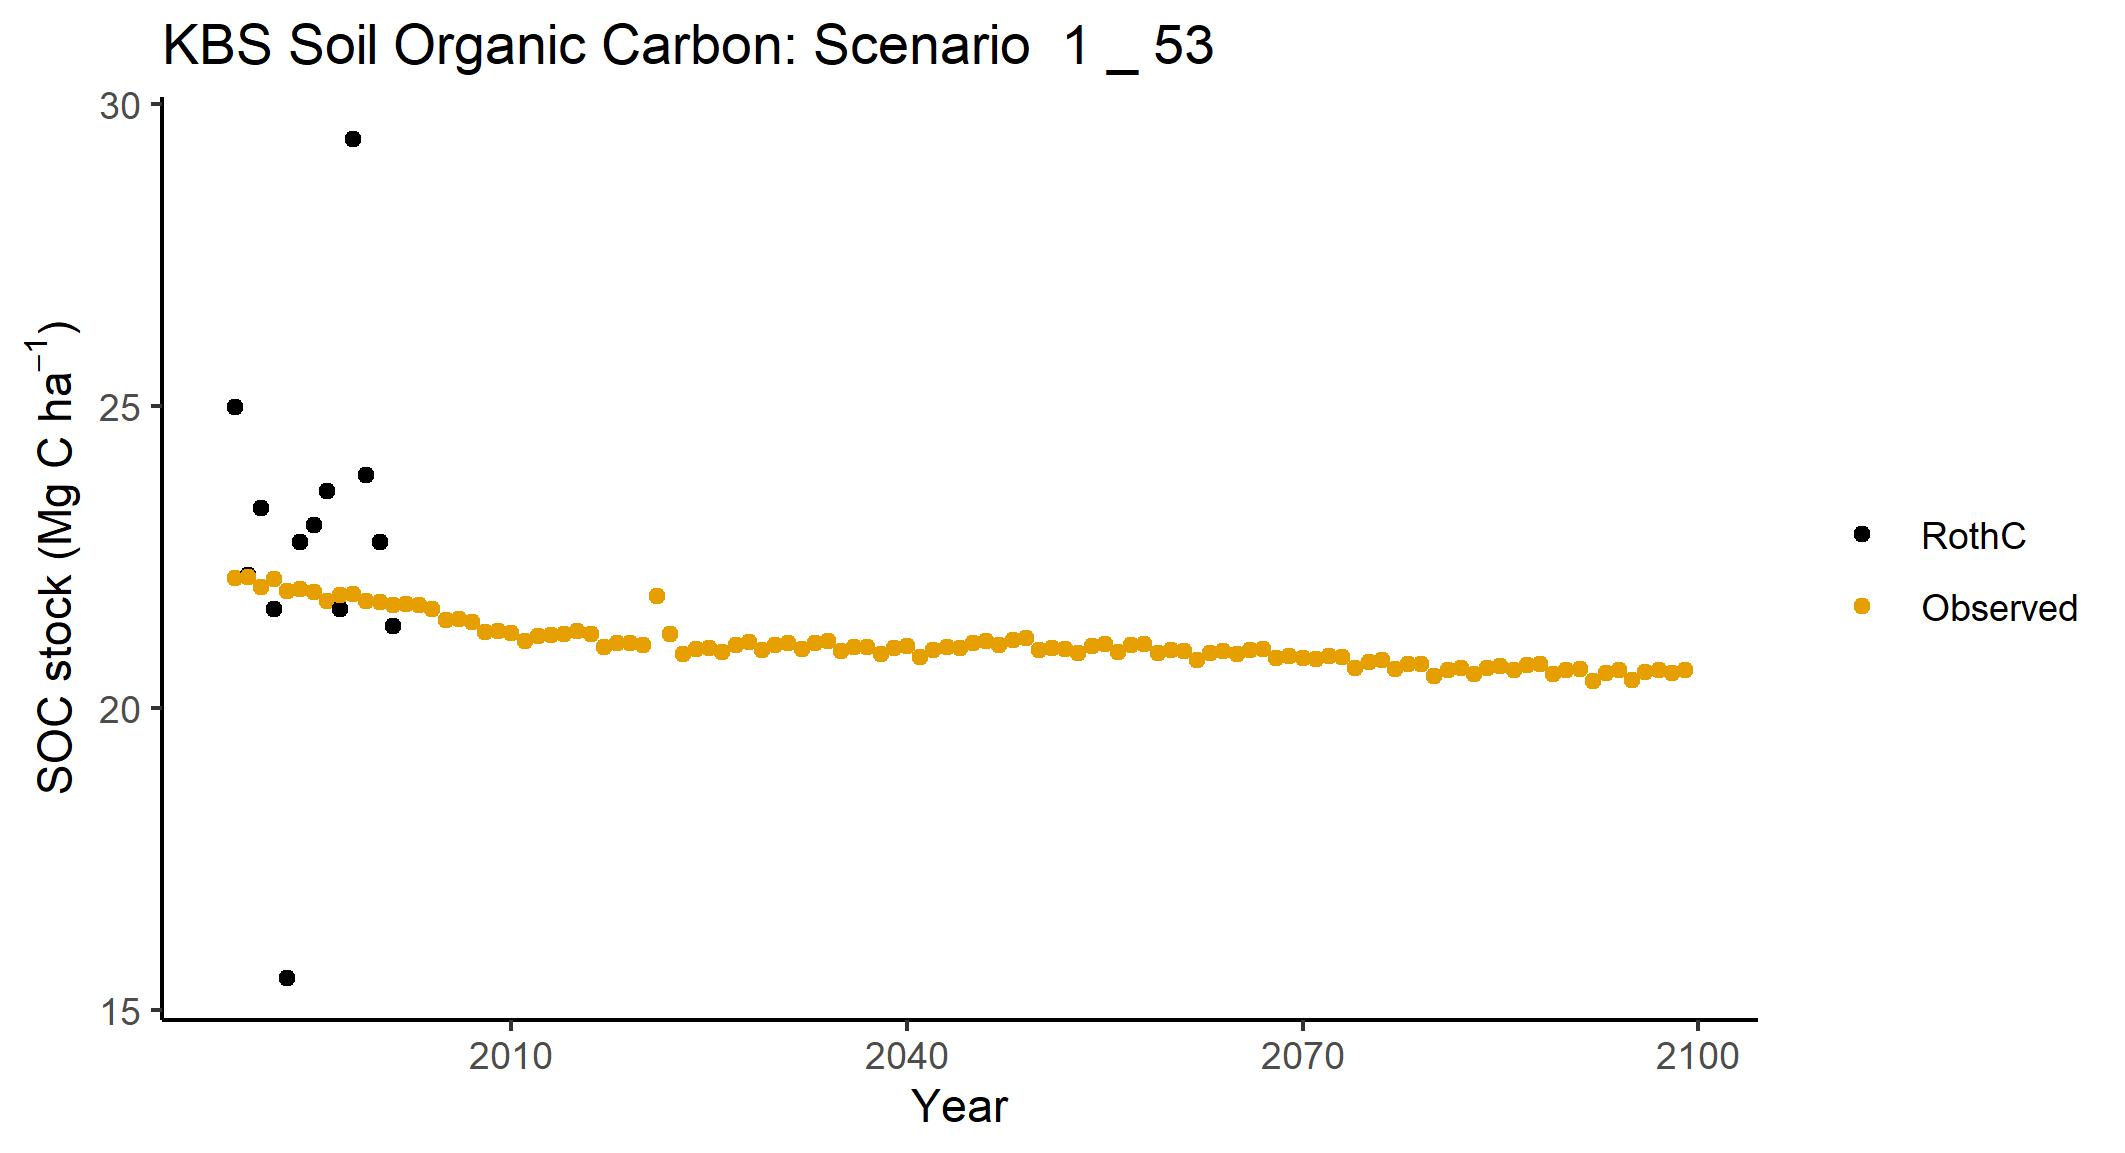 KBS Soil Organic Carbon: Scenario  1 _ 53
SOC stock (Mg C ha⁻¹)
30
25
20
15
2010
2040
2070
2100
Year
RothC
Observed